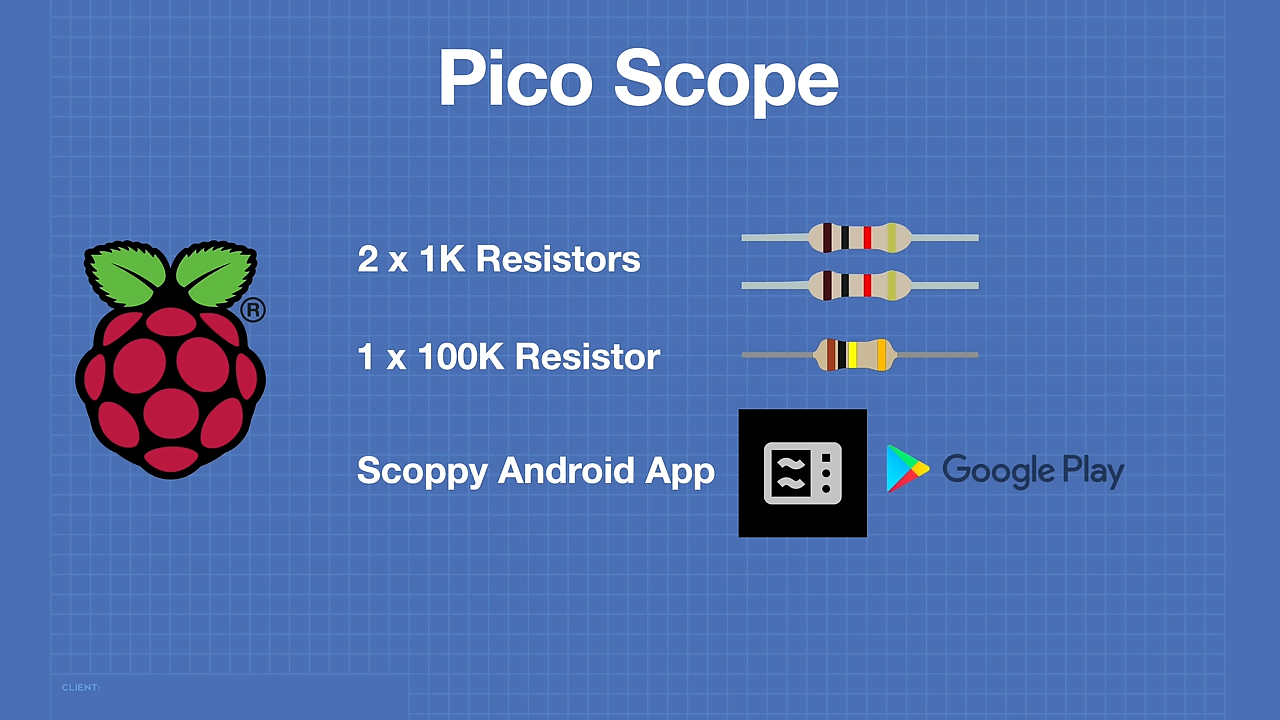 Pico Scope
2 x 1K Resistors
®
1 x 100K Resistor
Scoppy Android App
Google Play
CLIENT: